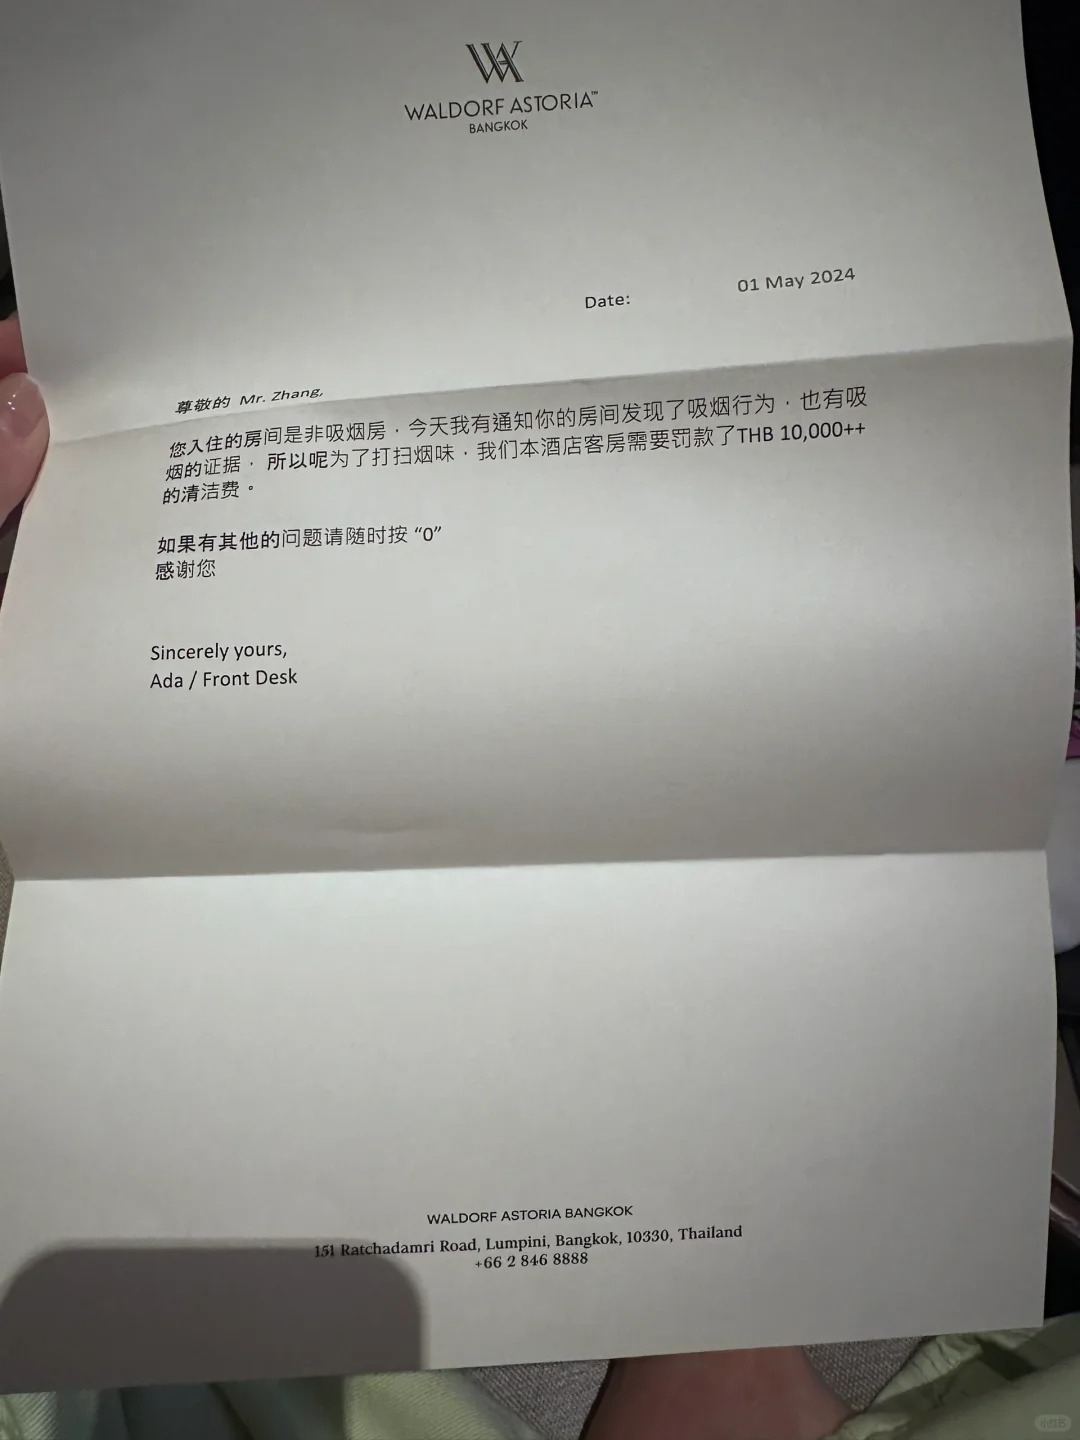 WALDORF ASTORIA™
BANGKOK
Date: 01 May 2024
尊敬的 Mr. Zhang,
您入住的房间是非吸烟房，今天我有通知你的房间发现了吸烟行为，也有吸
烟的证据， 所以呢为了打扫烟味，我们本酒店客房需要罚款了THB 10,000++
的清洁费。
如果有其他的问题请随时按 “0”
感谢您
Sincerely yours,
Ada / Front Desk
WALDORF ASTORIA BANGKOK
151 Ratchadamri Road, Lumpini, Bangkok, 10330, Thailand
+66 2 846 8888